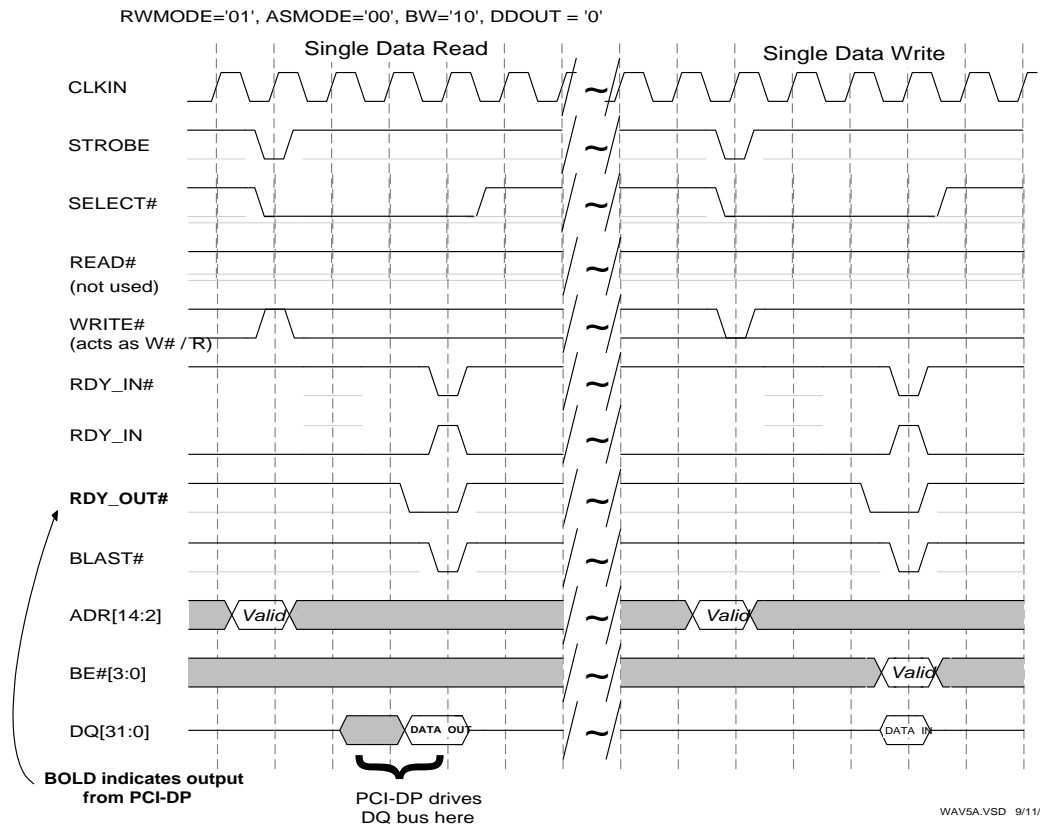 RWMODE='01', ASMODE='00', BW='10', DDOUT = '0'
Single Data Read
Single Data Write
CLKIN
~
STROBE
~
SELECT#
~
READ#
(not used)
~
WRITE#
(acts as W# / R)
~
RDY_IN#
~
RDY_IN
~
RDY_OUT#
~
BLAST#
~
ADR[14:2]
Valid
~
Valid
BE#[3:0]
~
Valid
DQ[31:0]
DATA OUT
~
DATA IN
BOLD indicates output
from PCI-DP
PCI-DP drives
DQ bus here
WAV5A.VSD 9/11/